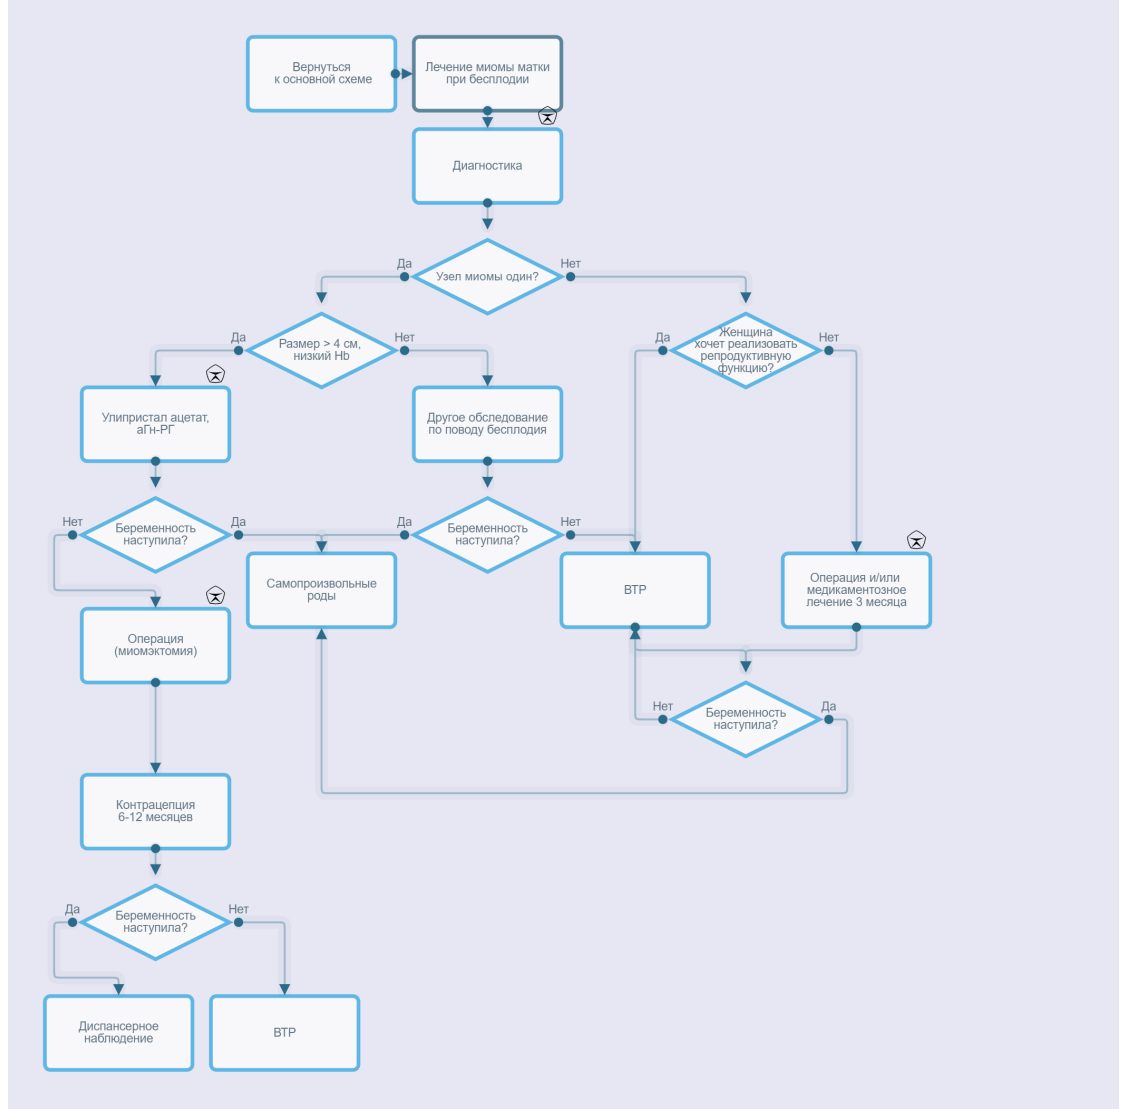 Вернуться
к основной схеме
Лечение миомы матки
при бесплодии
Диагностика
Да
Узел миомы один?
Нет
Да
Размер > 4 см,
низкий Hb
Нет
Да
Женщина
хочет реализовать
репродуктивную
функцию?
Нет
Улипристал ацетат,
аГн-РГ
Другое обследование
по поводу бесплодия
Нет
Беременность
наступила?
Да
Да
Беременность
наступила?
Нет
Самопроизвольные
роды
ВТР
Операция и/или
медикаментозное
лечение 3 месяца
Операция
(миомэктомия)
Нет
Беременность
наступила?
Да
Контрацепция
6-12 месяцев
Да
Беременность
наступила?
Нет
Диспансерное
наблюдение
ВТР